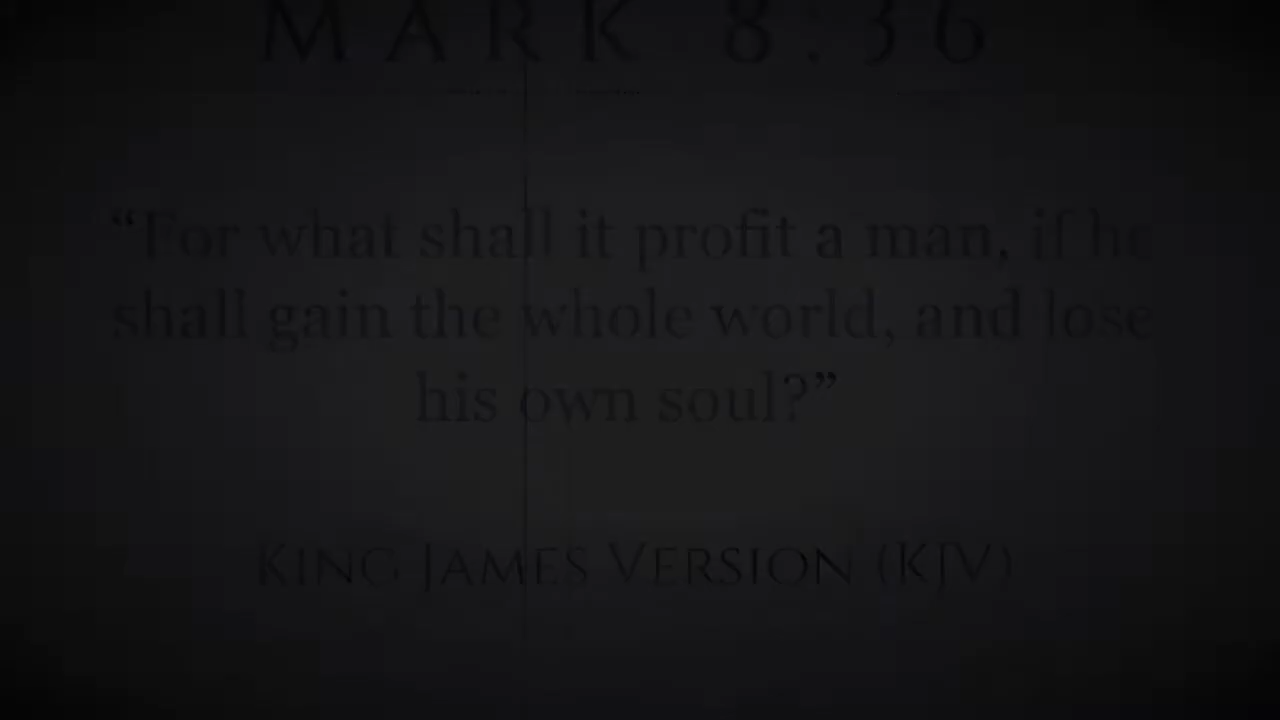 MARK 8:36
“For what shall it profit a man, if he
shall gain the whole world, and lose
his own soul?”
KING JAMES VERSION (KJV)